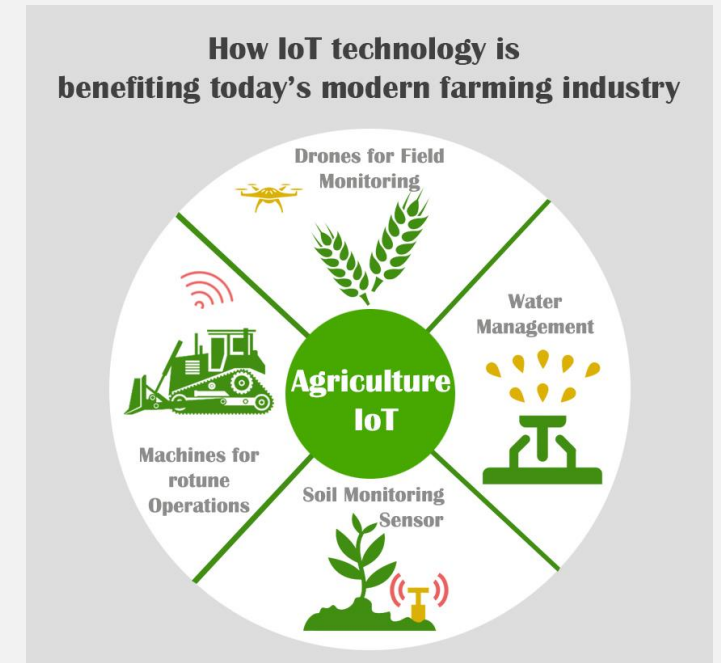 How IoT technology is
benefiting today's modern farming industry
Drones for Field
Monitoring
Water
Management
Agriculture
IoT
Machines for
rotune
Operations
Soil Monitoring
Sensor